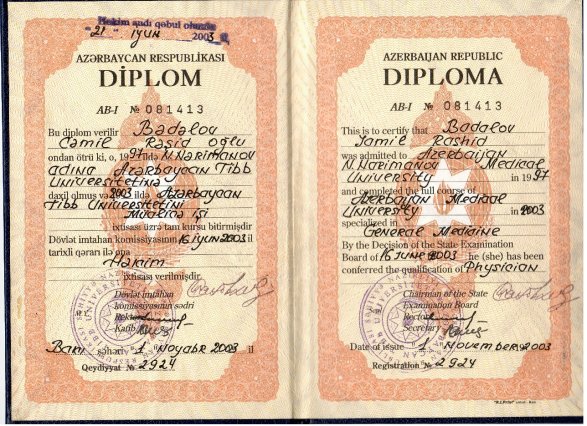 Həkim andı qəbul olunub
"21" İYUN 2003 il
AZƏRBAYCAN RESPUBLİKASI
DİPLOM
AB-I № 081413
Bu diplom verilir Bədəlov
Cəmil Rəşid oğlu
ondan ötrü ki, o, 1997 ildə N.Nərimanov
adına Azərbaycan Tibb
Universitetinə
daxil olmuş və 2003 ildə Azərbaycan
Tibb Universitetini
Müalicə işi
ixtisası üzrə tam kursu bitirmişdir
Dövlət imtahan komissiyasının 16 iyun 2003 il
tarixli qərarı ilə ona
Həkim
ixtisası verilmişdir.
Dövlət imtahan
komissiyasının sədri
Rektor
Katib
Bakı şəhəri 1 Noyabr 2003 il
Qeydiyyat № 2924
AZERBAIJAN REPUBLIC
DIPLOMA
AB-I № 081413
This is to certify that Badalov
Jamil Rashid
was admitted to Azerbaijan
N.Narimanov Medical
University in 1997
and completed the full course of
Azerbaijan Medical
University in 2003
specialized in
General Medicine
By the Decision of the State Examination
Board of 16 June 2003 he (she) has been
conferred the qualification of Physician
Chairman of the State
Examination Board
Rector
Secretary
Date of issue 1 November 2003
Registration № 2924